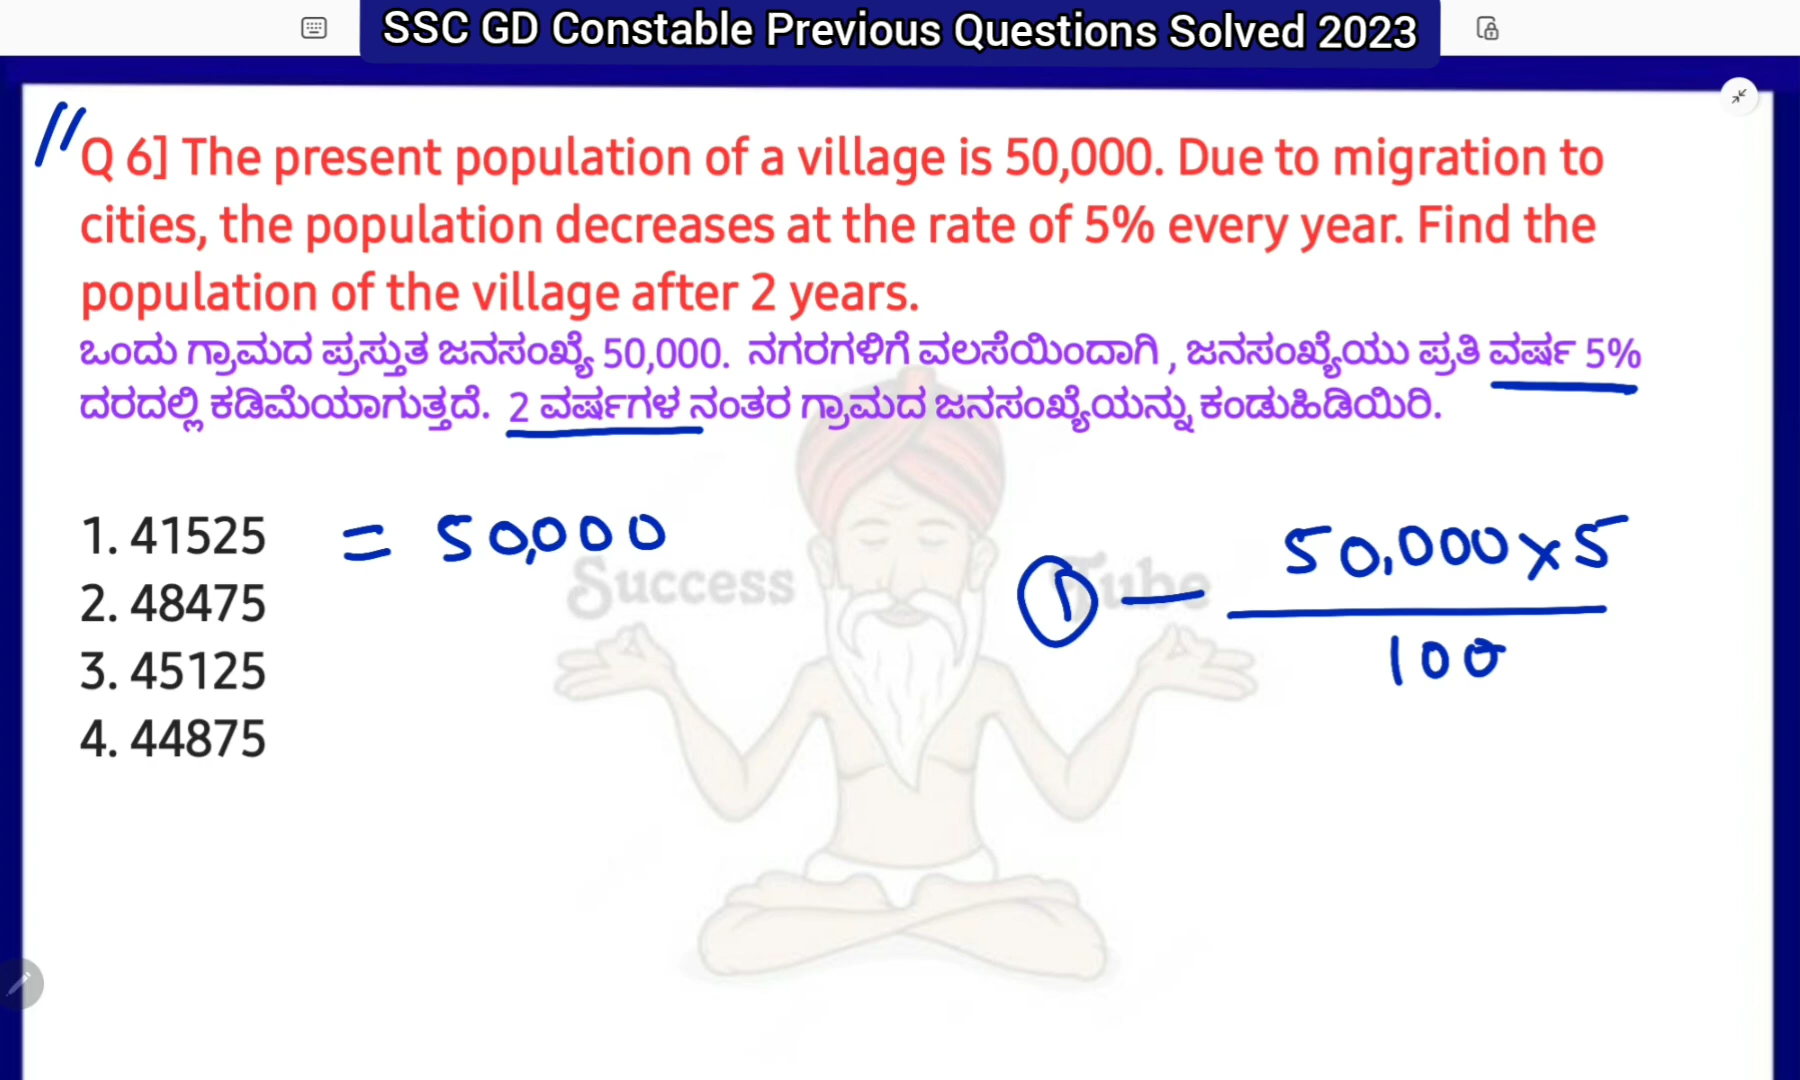 SSC GD Constable Previous Questions Solved 2023
Q 6] The present population of a village is 50,000. Due to migration to
cities, the population decreases at the rate of 5% every year. Find the
population of the village after 2 years.
ಒಂದು ಗ್ರಾಮದ ಪ್ರಸ್ತುತ ಜನಸಂಖ್ಯೆ 50,000. ನಗರಗಳಿಗೆ ವಲಸೆಯಿಂದಾಗಿ , ಜನಸಂಖ್ಯೆಯು ಪ್ರತಿ ವರ್ಷ 5%
ದರದಲ್ಲಿ ಕಡಿಮೆಯಾಗುತ್ತದೆ. 2 ವರ್ಷಗಳ ನಂತರ ಗ್ರಾಮದ ಜನಸಂಖ್ಯೆಯನ್ನು ಕಂಡುಹಿಡಿಯಿರಿ.
1. 41525
2. 48475
3. 45125
4. 44875
= 50,000
1 — 50,000 x 5
100
Success Tube